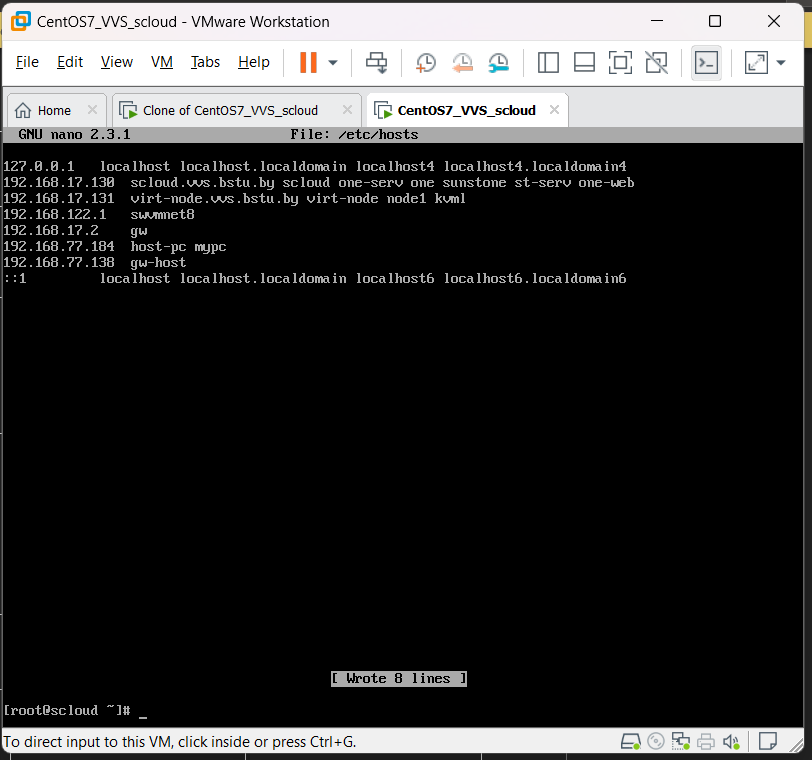 CentOS7_VVS_scloud - VMware Workstation
File Edit View VM Tabs Help
Home Clone of CentOS7_VVS_scloud CentOS7_VVS_scloud
GNU nano 2.3.1 File: /etc/hosts
127.0.0.1 localhost localhost.localdomain localhost4 localhost4.localdomain4
192.168.17.130 scloud.vvs.bstu.by scloud one-serv one sunstone st-serv one-web
192.168.17.131 virt-node.vvs.bstu.by virt-node node1 kvm1
192.168.122.1 swvmnet8
192.168.17.2 gw
192.168.77.184 host-pc mypc
192.168.77.138 gw-host
::1 localhost localhost.localdomain localhost6 localhost6.localdomain6
[ Wrote 8 lines ]
[root@scloud ~]# _
To direct input to this VM, click inside or press Ctrl+G.